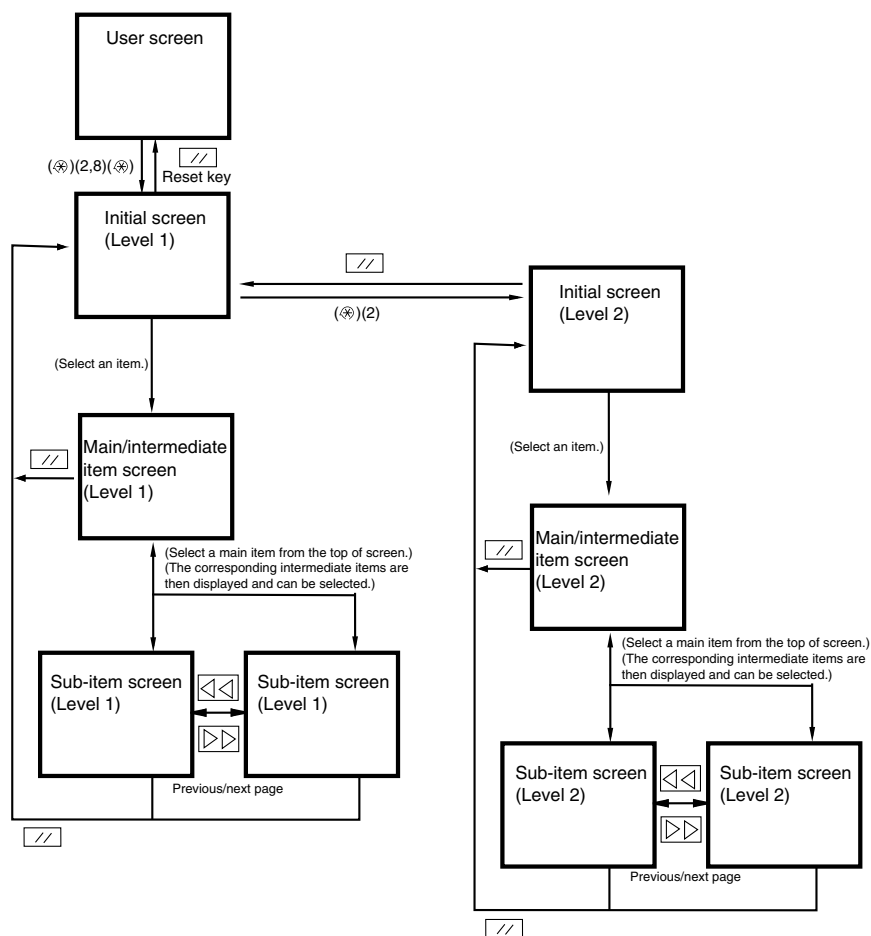 User screen
(※)(2,8)(※)
//
Reset key
Initial screen
(Level 1)
//
(※)(2)
Initial screen
(Level 2)
(Select an item.)
Main/intermediate
item screen
(Level 1)
//
(Select a main item from the top of screen.)
(The corresponding intermediate items are
then displayed and can be selected.)
Sub-item screen
(Level 1)
Sub-item screen
(Level 1)
Previous/next page
//
(Select an item.)
Main/intermediate
item screen
(Level 2)
//
(Select a main item from the top of screen.)
(The corresponding intermediate items are
then displayed and can be selected.)
Sub-item screen
(Level 2)
Sub-item screen
(Level 2)
Previous/next page
//